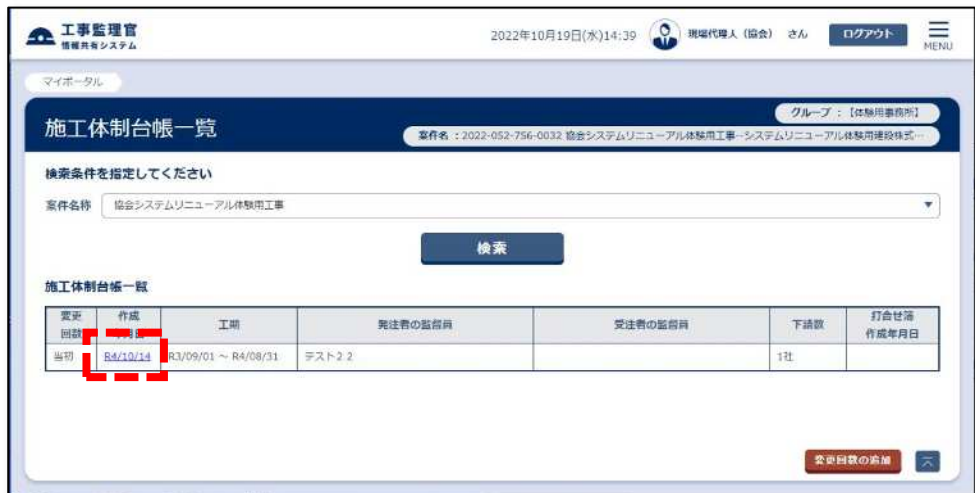 工事監理官
情報共有システム
2022年10月19日(水)14:39
現場代理人（協会） さん
ログアウト
MENU
マイポータル
施工体制台帳一覧
グループ：【体験用事務所】
案件名：2022-052-756-0032 協会システムリニューアル体験用工事--システムリニューアル体験用建設株式…
検索条件を指定してください
案件名称 協会システムリニューアル体験用工事
検索
施工体制台帳一覧
変更回数 作成年月日 工期 発注者の監督員 受注者の監督員 下請数 打合せ簿作成年月日
当初 R4/10/14 R3/09/01 ～ R4/08/31 テスト２２ 1社
変更回数の追加